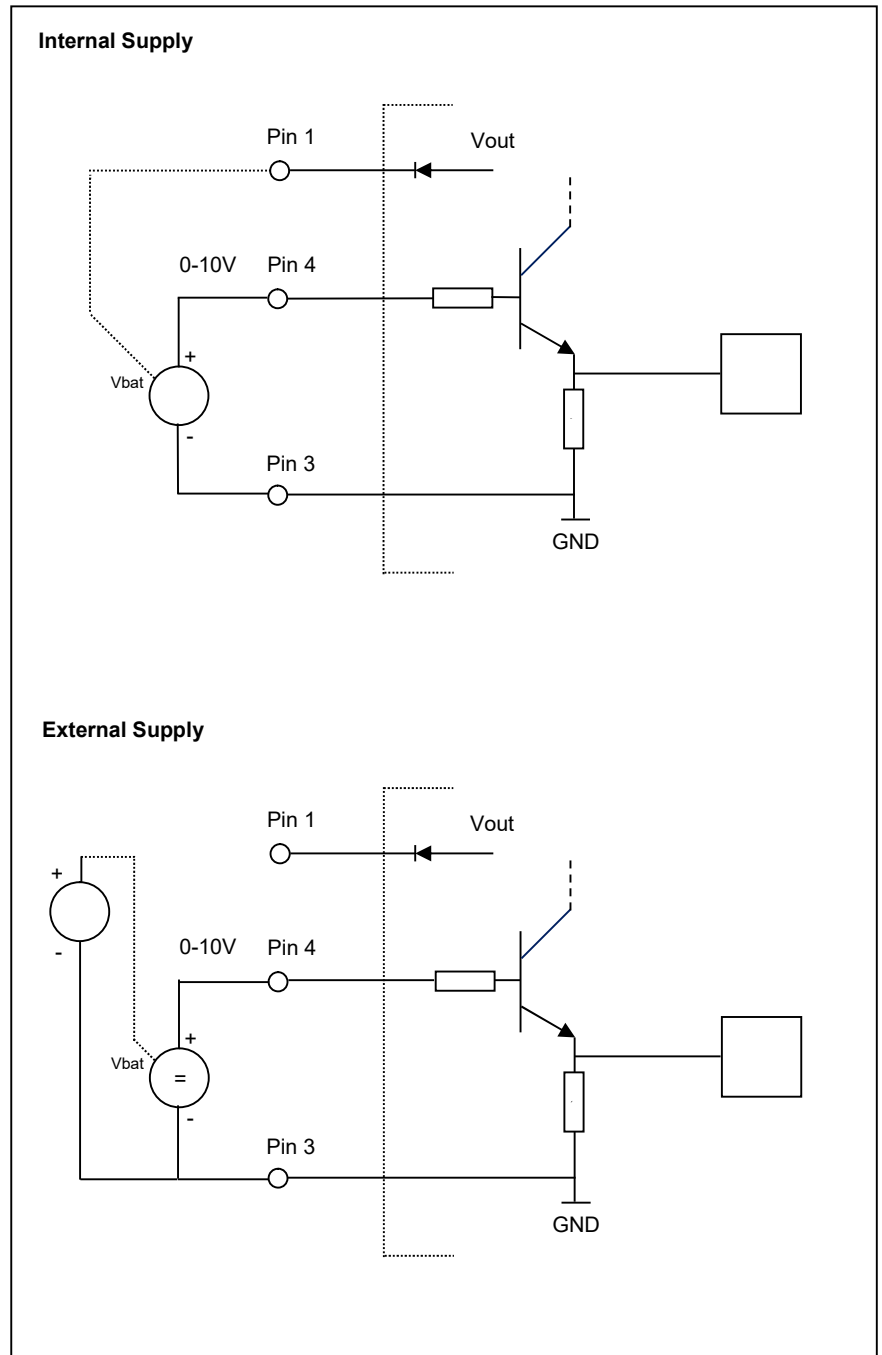 Internal Supply
Pin 1
Vout
0-10V Pin 4
+
Vbat
-
Pin 3
GND
External Supply
Pin 1
Vout
+
-
0-10V Pin 4
+
Vbat
=
-
Pin 3
GND